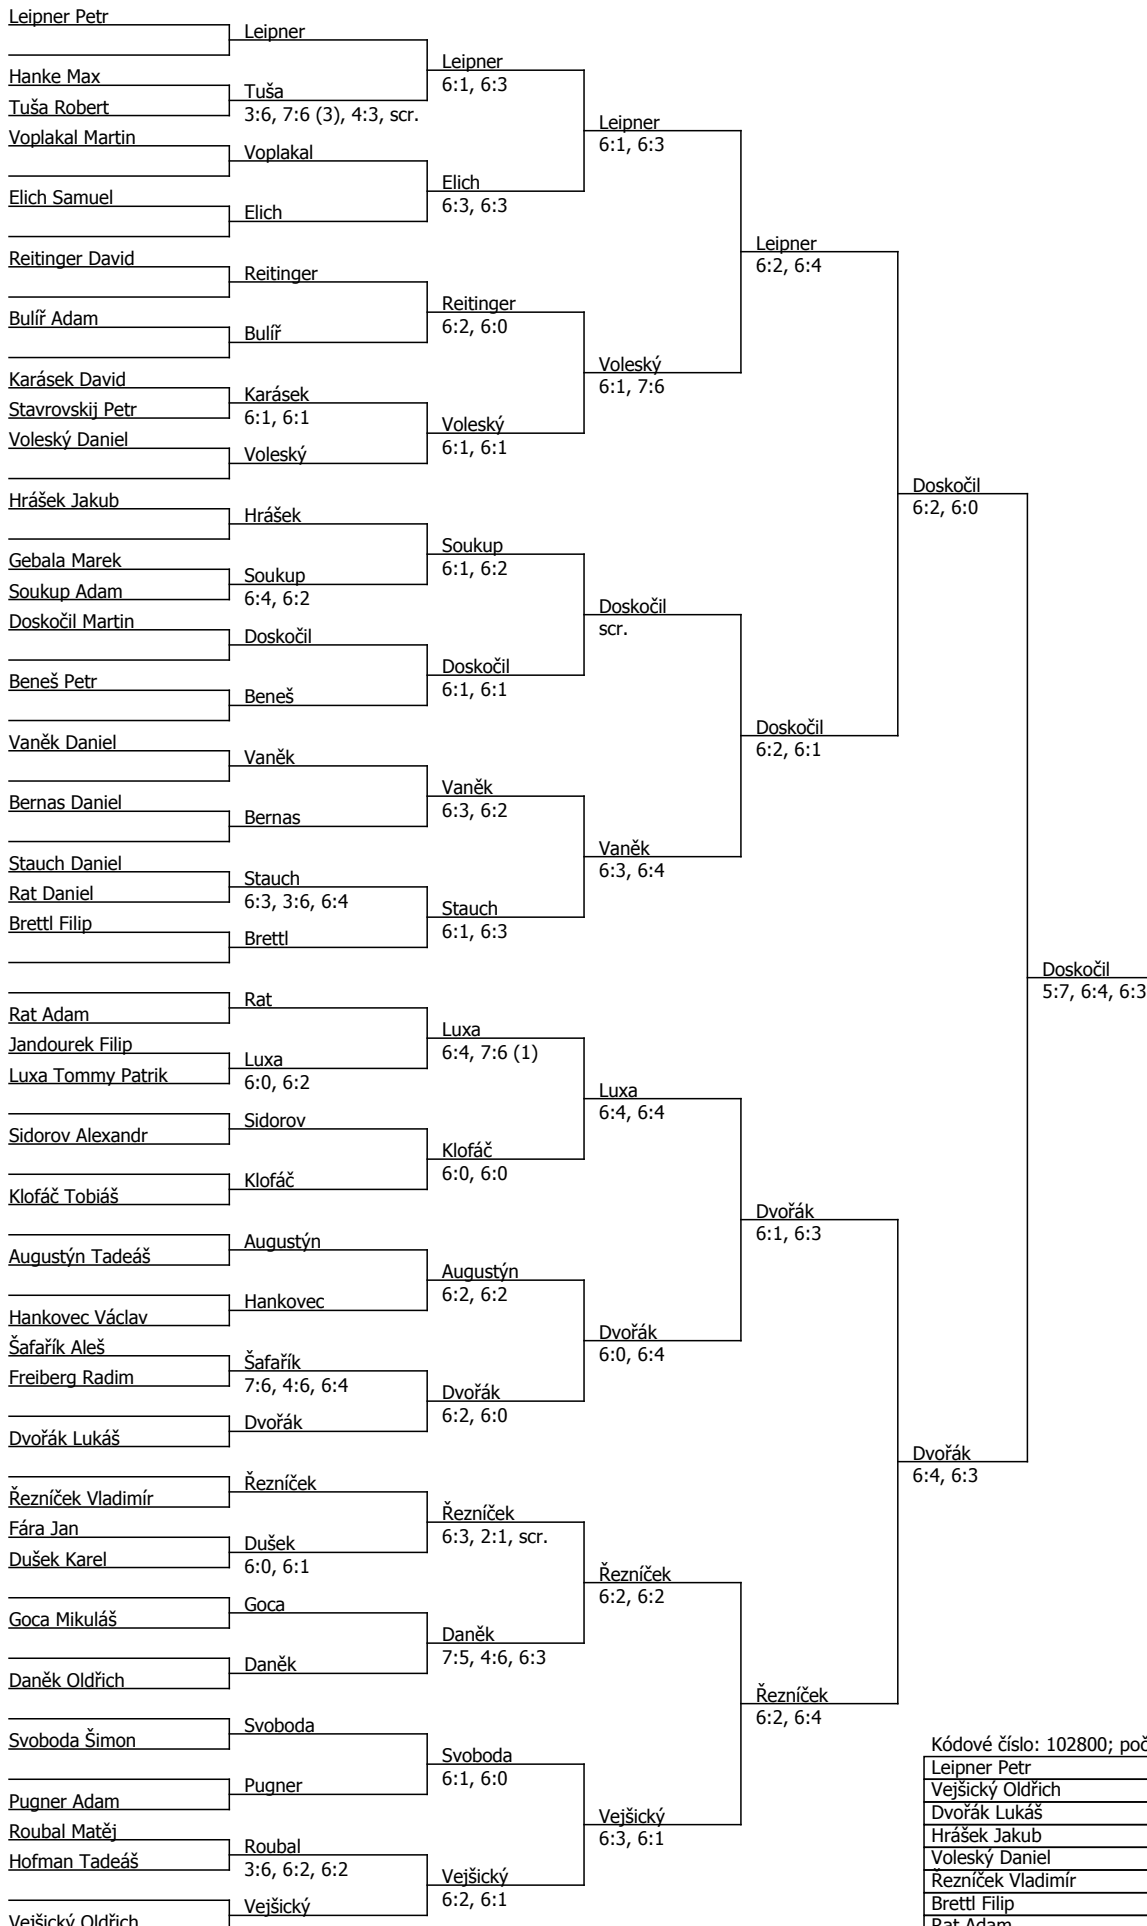 Leipner Petr
Hanke Max
Tuša Robert
Voplakal Martin
Elich Samuel
Reitinger David
Bulíř Adam
Karásek David
Stavrovskij Petr
Voleský Daniel
Hrášek Jakub
Gebala Marek
Soukup Adam
Doskočil Martin
Beneš Petr
Vaněk Daniel
Bernas Daniel
Stauch Daniel
Rat Daniel
Brettl Filip
Rat Adam
Jandourek Filip
Luxa Tommy Patrik
Sidorov Alexandr
Klofáč Tobiáš
Augustýn Tadeáš
Hankovec Václav
Šafařík Aleš
Freiberg Radim
Dvořák Lukáš
Řezníček Vladimír
Fára Jan
Dušek Karel
Goca Mikuláš
Daněk Oldřich
Svoboda Šimon
Pugner Adam
Roubal Matěj
Hofman Tadeáš
Vejšický Oldřich
Leipner
Tuša
3:6, 7:6 (3), 4:3, scr.
Voplakal
Elich
Reitinger
Bulíř
Karásek
6:1, 6:1
Voleský
Hrášek
Soukup
6:4, 6:2
Doskočil
Beneš
Vaněk
Bernas
Stauch
6:3, 3:6, 6:4
Brettl
Rat
Luxa
6:0, 6:2
Sidorov
Klofáč
Augustýn
Hankovec
Šafařík
7:6, 4:6, 6:4
Dvořák
Řezníček
Dušek
6:0, 6:1
Goca
Daněk
Svoboda
Pugner
Roubal
3:6, 6:2, 6:2
Vejšický
Leipner
6:1, 6:3
Elich
6:3, 6:3
Reitinger
6:2, 6:0
Voleský
6:1, 6:1
Soukup
6:1, 6:2
Doskočil
6:1, 6:1
Vaněk
6:3, 6:2
Stauch
6:1, 6:3
Luxa
6:4, 7:6 (1)
Klofáč
6:0, 6:0
Augustýn
6:2, 6:2
Dvořák
6:2, 6:0
Řezníček
6:3, 2:1, scr.
Daněk
7:5, 4:6, 6:3
Svoboda
6:1, 6:0
Vejšický
6:2, 6:1
Leipner
6:1, 6:3
Voleský
6:1, 7:6
Doskočil
scr.
Vaněk
6:3, 6:4
Luxa
6:4, 6:4
Dvořák
6:0, 6:4
Řezníček
6:2, 6:2
Vejšický
6:3, 6:1
Leipner
6:2, 6:4
Doskočil
6:2, 6:1
Dvořák
6:1, 6:3
Řezníček
6:2, 6:4
Doskočil
6:2, 6:0
Dvořák
6:4, 6:3
Doskočil
5:7, 6:4, 6:3
Kódové číslo: 102800; poč
Leipner Petr
Vejšický Oldřich
Dvořák Lukáš
Hrášek Jakub
Voleský Daniel
Řezníček Vladimír
Brettl Filip
Rat Adam